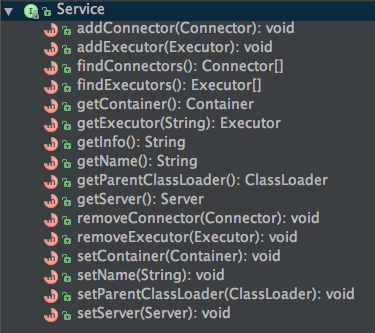 Service
addConnector(Connector): void
addExecutor(Executor): void
findConnectors(): Connector[]
findExecutors(): Executor[]
getContainer(): Container
getExecutor(String): Executor
getInfo(): String
getName(): String
getParentClassLoader(): ClassLoader
getServer(): Server
removeConnector(Connector): void
removeExecutor(Executor): void
setContainer(Container): void
setName(String): void
setParentClassLoader(ClassLoader): void
setServer(Server): void